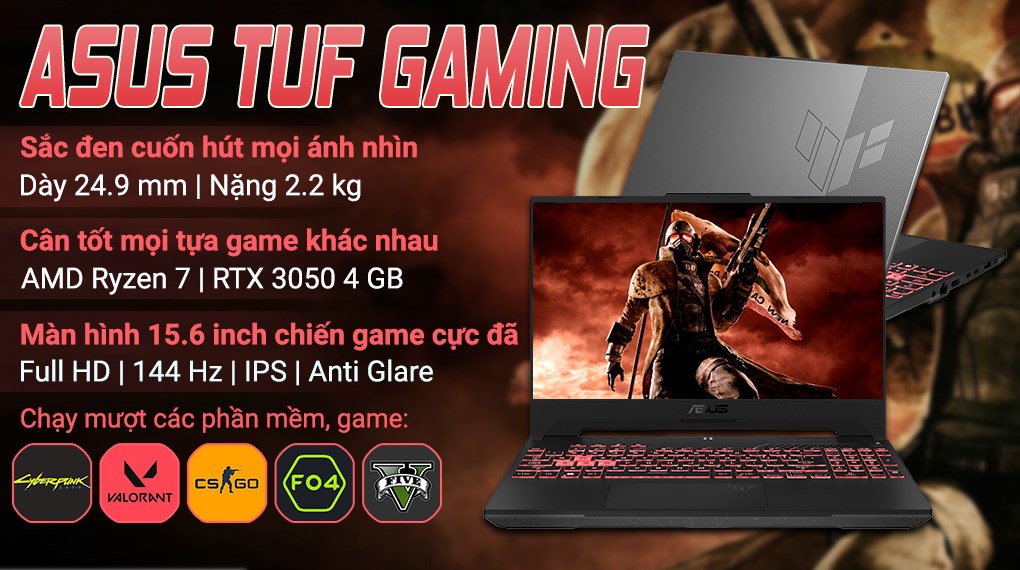 ASUS TUF GAMING
Sắc đen cuốn hút mọi ánh nhìn
Dày 24.9 mm | Nặng 2.2 kg
Cân tốt mọi tựa game khác nhau
AMD Ryzen 7 | RTX 3050 4 GB
Màn hình 15.6 inch chiến game cực đã
Full HD | 144 Hz | IPS | Anti Glare
Chạy mượt các phần mềm, game:
Cyberpunk
VALORANT
CS GO
FO4
V
FIVE
ASUS